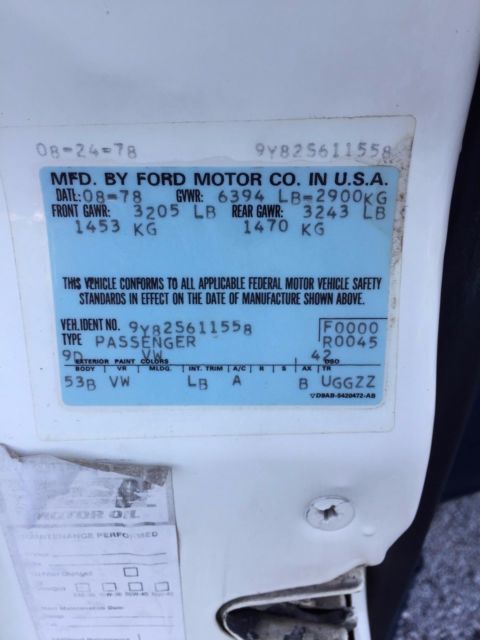 08-24-78 9Y82S611558
MFD. BY FORD MOTOR CO. IN U.S.A.
DATE: 08-78 GVWR: 6394 LB=2900KG
FRONT GAWR: 3205 LB REAR GAWR: 3243 LB
1453 KG 1470 KG
THIS VEHICLE CONFORMS TO ALL APPLICABLE FEDERAL MOTOR VEHICLE SAFETY
STANDARDS IN EFFECT ON THE DATE OF MANUFACTURE SHOWN ABOVE.
VEH. IDENT NO. 9Y82S611558 F0000
TYPE PASSENGER R0045
9D VW 42
EXTERIOR PAINT COLORS DSO
BODY VR MLDG. INT. TRIM A/C R S AX TR
53B VW LB A B UGGZZ
▽D9AB-5420472-AB
MOTOR OIL
MAINTENANCE PERFORMED